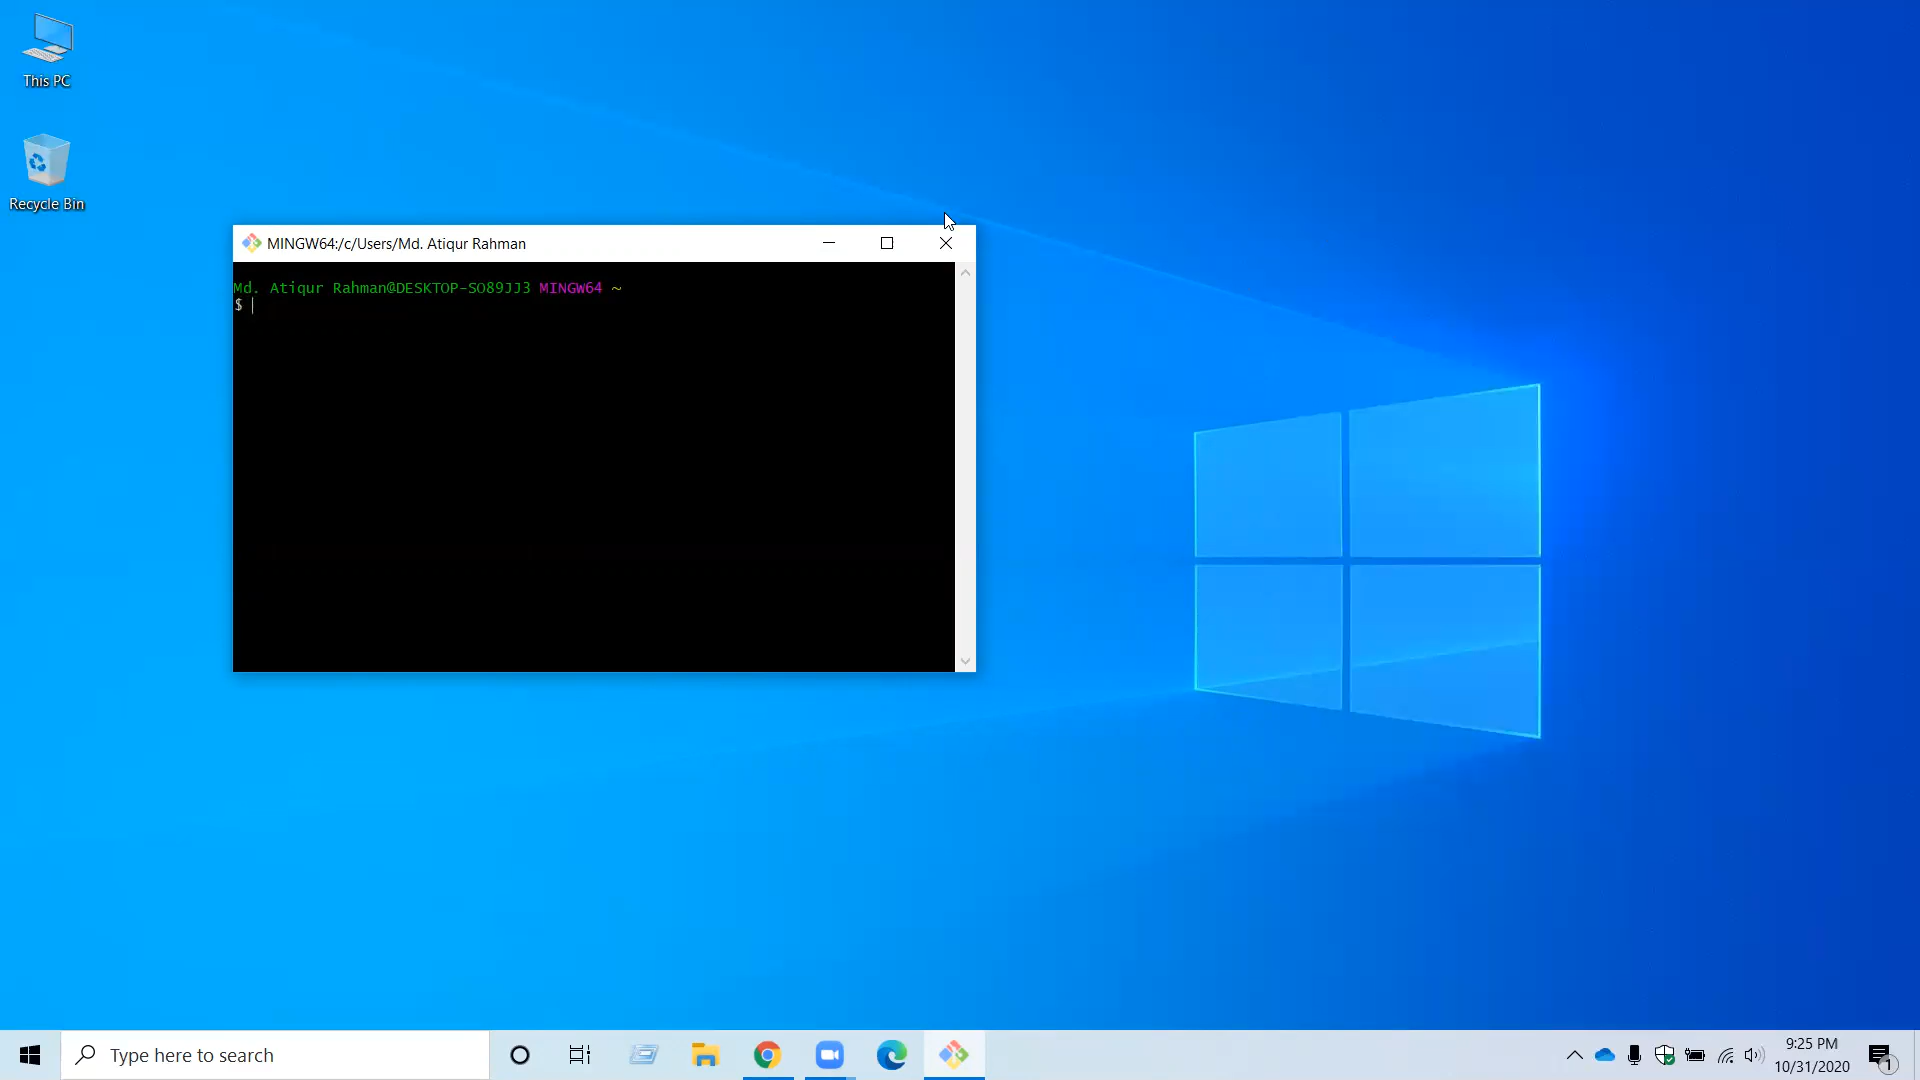 This PC
Recycle Bin
MINGW64:/c/Users/Md. Atiqur Rahman
Md. Atiqur Rahman@DESKTOP-SO89JJ3 MINGW64 ~
$
Type here to search
9:25 PM
10/31/2020
1